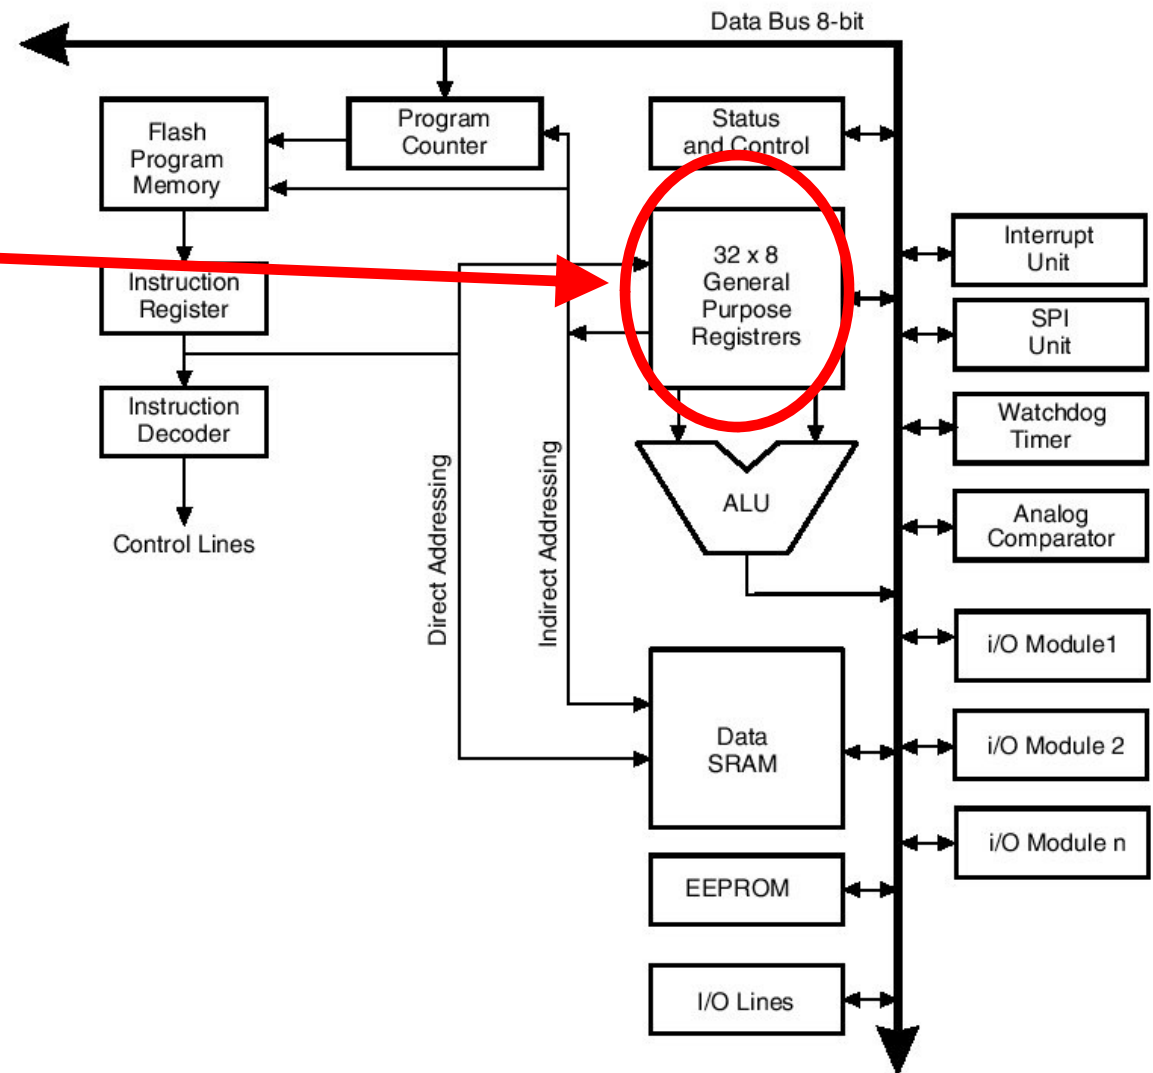 Data Bus 8-bit
Flash
Program
Memory
Program
Counter
Status
and Control
32 x 8
General
Purpose
Registrers
Interrupt
Unit
Instruction
Register
SPI
Unit
Instruction
Decoder
Watchdog
Timer
Control Lines
Direct Addressing
Indirect Addressing
ALU
Analog
Comparator
i/O Module1
Data
SRAM
i/O Module 2
i/O Module n
EEPROM
I/O Lines